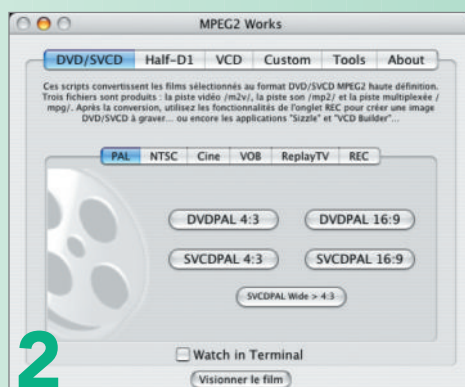 MPEG2 Works
DVD/SVCD Half-D1 VCD Custom Tools About
Ces scripts convertissent les films sélectionnés au format DVD/SVCD MPEG2 haute définition.
Trois fichiers sont produits : la piste vidéo /m2v/, la piste son /mp2/ et la piste multiplexée /
mpg/. Après la conversion, utilisez les fonctionnalités de l'onglet REC pour créer une image
DVD/SVCD à graver... ou encore les applications "Sizzle" et "VCD Builder"...
PAL NTSC Cine VOB ReplayTV REC
DVDPAL 4:3 DVDPAL 16:9
SVCDPAL 4:3 SVCDPAL 16:9
SVCDPAL Wide > 4:3
2
Watch in Terminal
Visionner le film